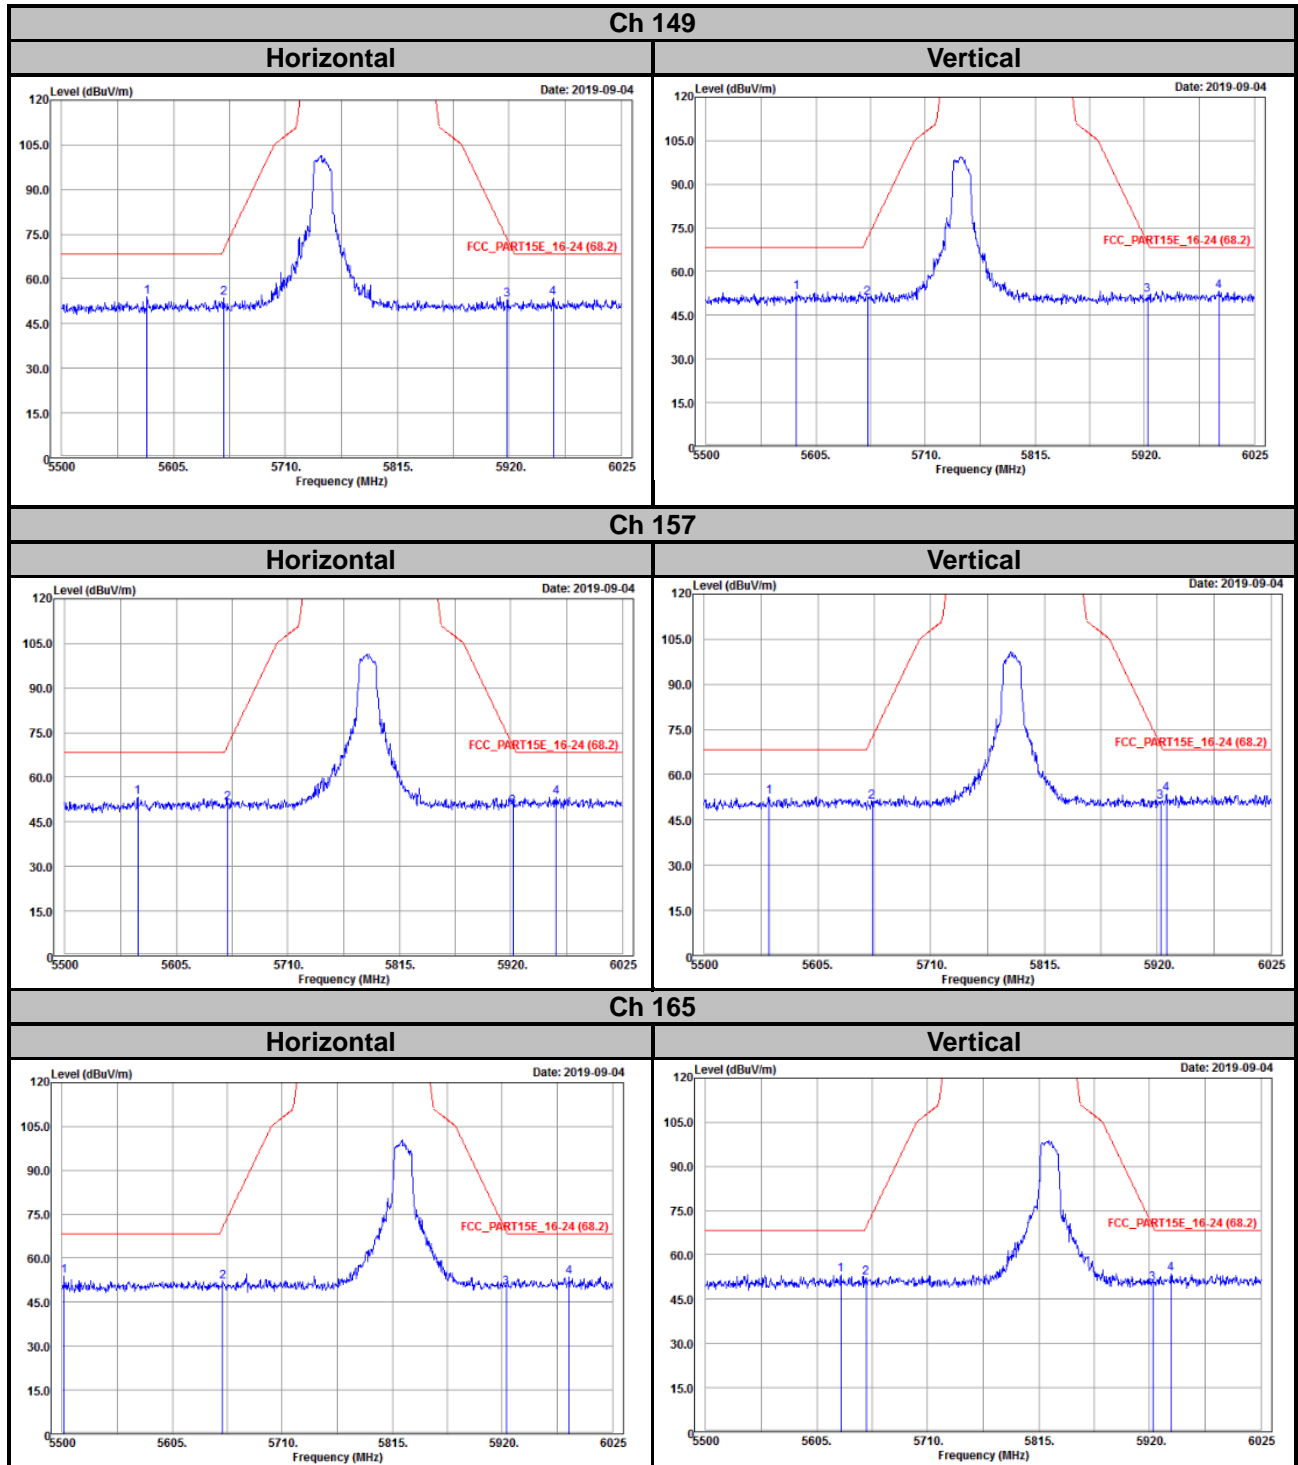 Ch 149
Horizontal Vertical
Level (dBuV/m) Date: 2019-09-04
120
105.0
90.0
75.0
FCC_PART15E_16-24 (68.2)
60.0
1 2 3 4
45.0
30.0
15.0
0
5500 5605. 5710. 5815. 5920. 6025
Frequency (MHz)
Level (dBuV/m) Date: 2019-09-04
120
105.0
90.0
75.0
FCC_PART15E_16-24 (68.2)
60.0
1 2 3 4
45.0
30.0
15.0
0
5500 5605. 5710. 5815. 5920. 6025
Frequency (MHz)
Ch 157
Horizontal Vertical
Level (dBuV/m) Date: 2019-09-04
120
105.0
90.0
75.0
FCC_PART15E_16-24 (68.2)
60.0
1 2 3 4
45.0
30.0
15.0
0
5500 5605. 5710. 5815. 5920. 6025
Frequency (MHz)
Level (dBuV/m) Date: 2019-09-04
120
105.0
90.0
75.0
FCC_PART15E_16-24 (68.2)
60.0
1 2 3 4
45.0
30.0
15.0
0
5500 5605. 5710. 5815. 5920. 6025
Frequency (MHz)
Ch 165
Horizontal Vertical
Level (dBuV/m) Date: 2019-09-04
120
105.0
90.0
75.0
FCC_PART15E_16-24 (68.2)
60.0
1 2 3 4
45.0
30.0
15.0
0
5500 5605. 5710. 5815. 5920. 6025
Frequency (MHz)
Level (dBuV/m) Date: 2019-09-04
120
105.0
90.0
75.0
FCC_PART15E_16-24 (68.2)
60.0
1 2 3 4
45.0
30.0
15.0
0
5500 5605. 5710. 5815. 5920. 6025
Frequency (MHz)